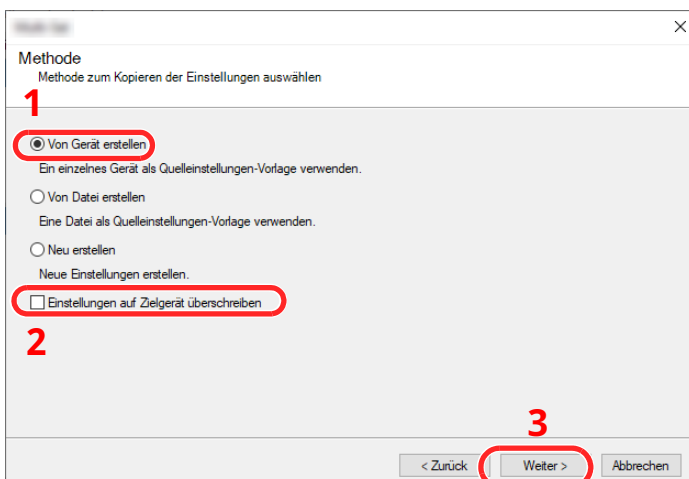 Methode
Methode zum Kopieren der Einstellungen auswählen
1
Von Gerät erstellen
Ein einzelnes Gerät als Quelleinstellungen-Vorlage verwenden.
Von Datei erstellen
Eine Datei als Quelleinstellungen-Vorlage verwenden.
Neu erstellen
Neue Einstellungen erstellen.
Einstellungen auf Zielgerät überschreiben
2
3
< Zurück Weiter > Abbrechen